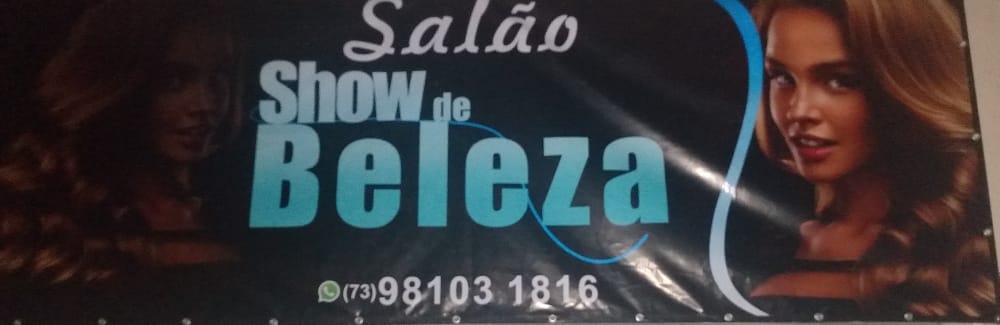 Salão
Show de
Beleza
(73)98103 1816